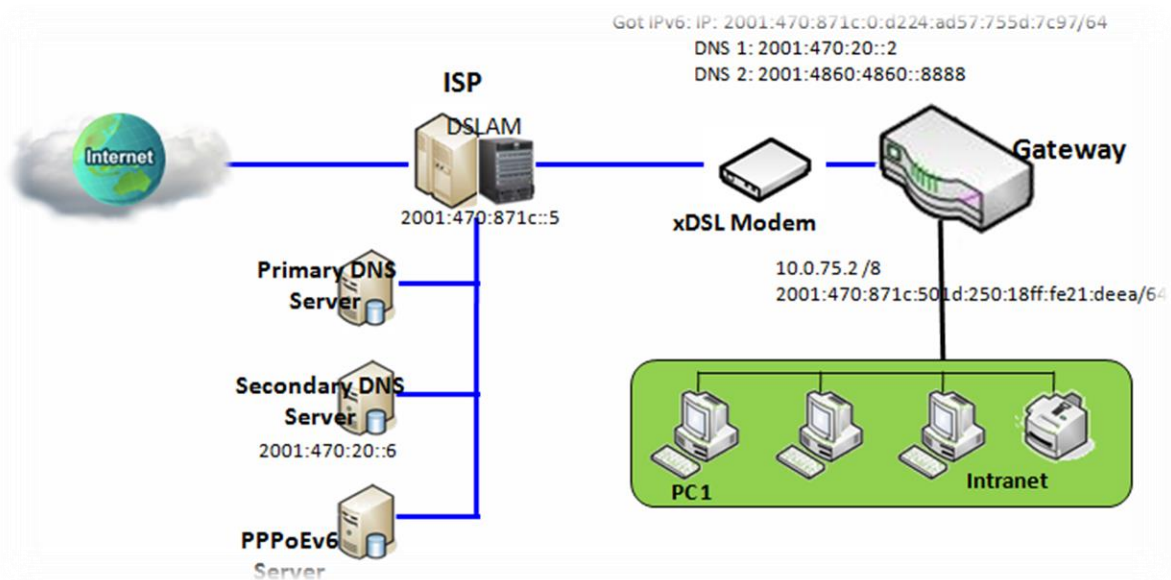 Got IPv6: IP: 2001:470:871c:0:d224:ad57:755d:7c97/64
DNS 1: 2001:470:20::2
DNS 2: 2001:4860:4860::8888
ISP
DSLAM
Internet
Gateway
2001:470:871c::5
xDSL Modem
Primary DNS
Server
10.0.75.2 /8
2001:470:871c:501d:250:18ff:fe21:deea/64
Secondary DNS
Server
2001:470:20::6
PC1
Intranet
PPPoEv6
Server